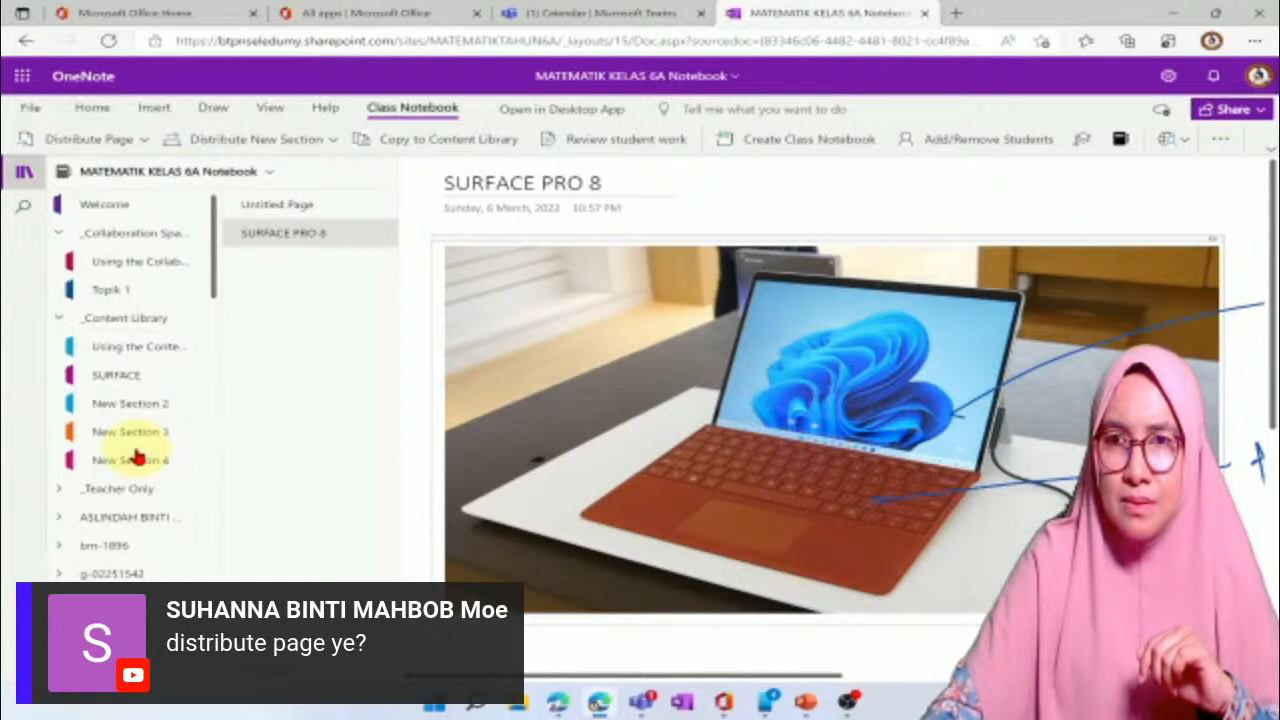 Microsoft Office Home
All apps | Microsoft Office
(1) Calendar | Microsoft Teams
MATEMATIK KELAS 6A Notebook
OneNote
MATEMATIK KELAS 6A Notebook
File Home Insert Draw View Help Class Notebook Open in Desktop App Tell me what you want to do Share
Distribute Page Distribute New Section Copy to Content Library Review student work Create Class Notebook Add/Remove Students
MATEMATIK KELAS 6A Notebook
Welcome
_Collaboration Spa...
Using the Collab...
Topik 1
_Content Library
Using the Conte...
SURFACE
New Section 2
New Section 3
New Section 4
_Teacher Only
ASLINDAH BINTI ...
bm-1896
g-02251542
Untitled Page
SURFACE PRO 8
SURFACE PRO 8
Sunday, 6 March, 2022 10:57 PM
S
SUHANNA BINTI MAHBOB Moe
distribute page ye?